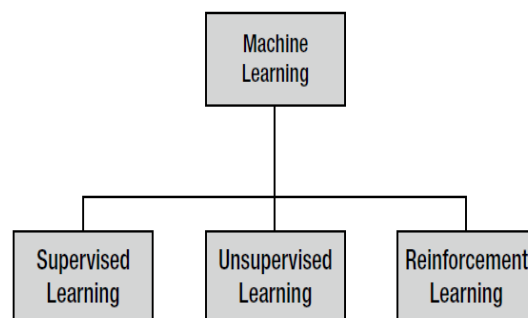 Machine
Learning
Supervised
Learning
Unsupervised
Learning
Reinforcement
Learning